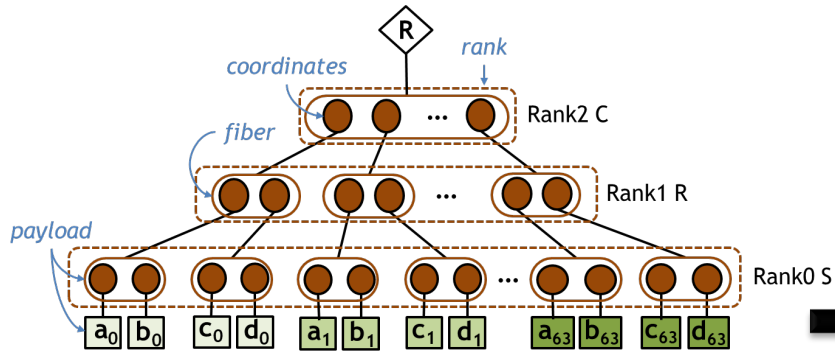 R
rank
coordinates
Rank2 C
...
fiber
Rank1 R
...
payload
Rank0 S
...
a0 b0 c0 d0 a1 b1 c1 d1 a63 b63 c63 d63